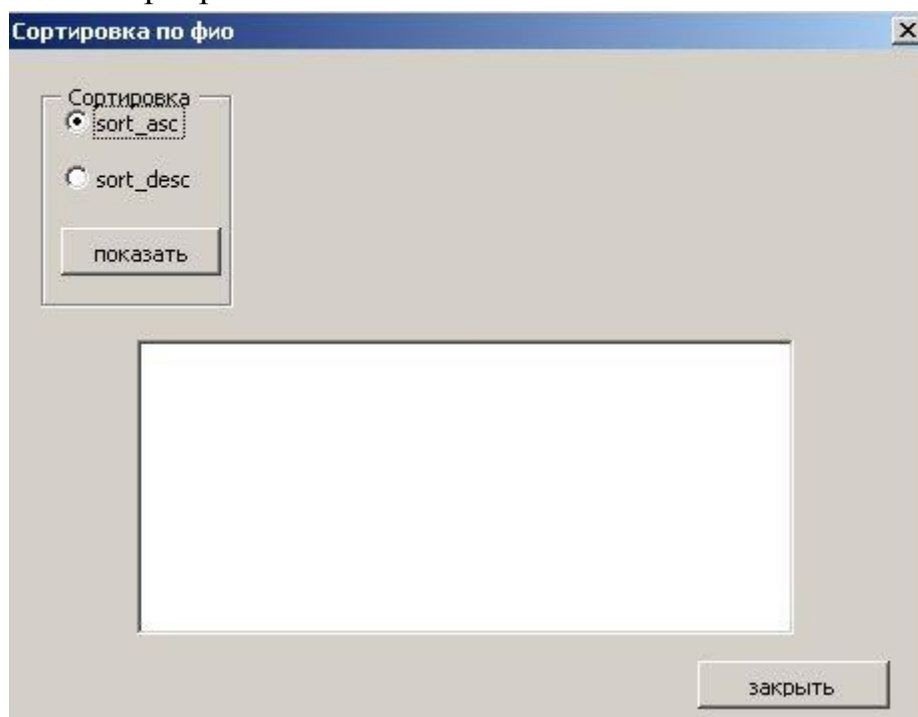 Сортировка по фио
Сортировка
sort_asc
sort_desc
показать
закрыть